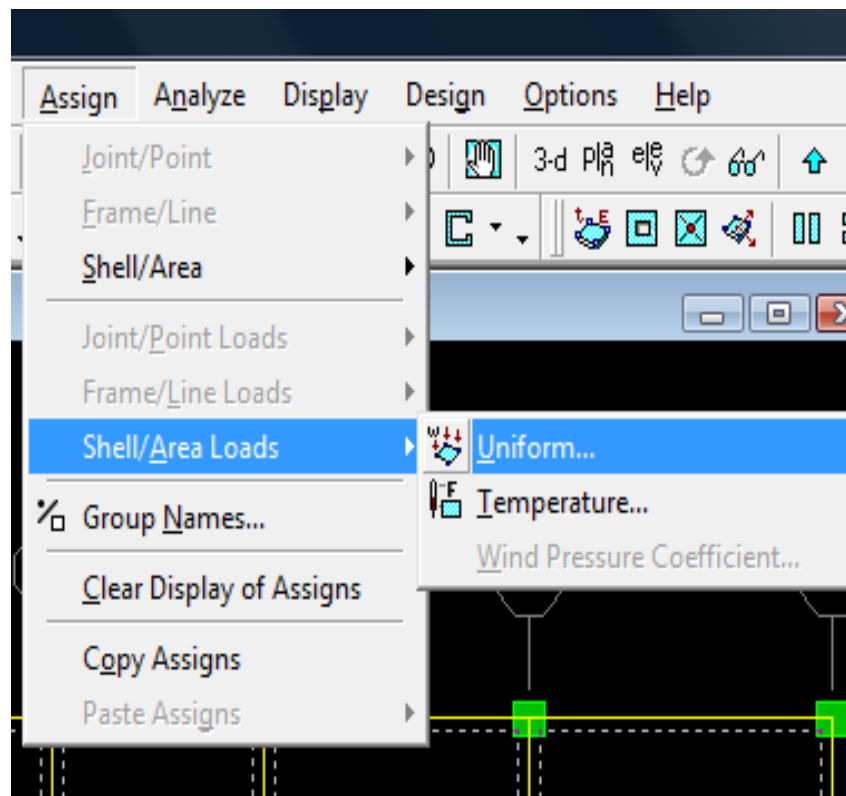 Assign Analyze Display Design Options Help
3-d
Joint/Point
Frame/Line
Shell/Area
Joint/Point Loads
Frame/Line Loads
Shell/Area Loads
Uniform...
Temperature...
Wind Pressure Coefficient...
Group Names...
Clear Display of Assigns
Copy Assigns
Paste Assigns